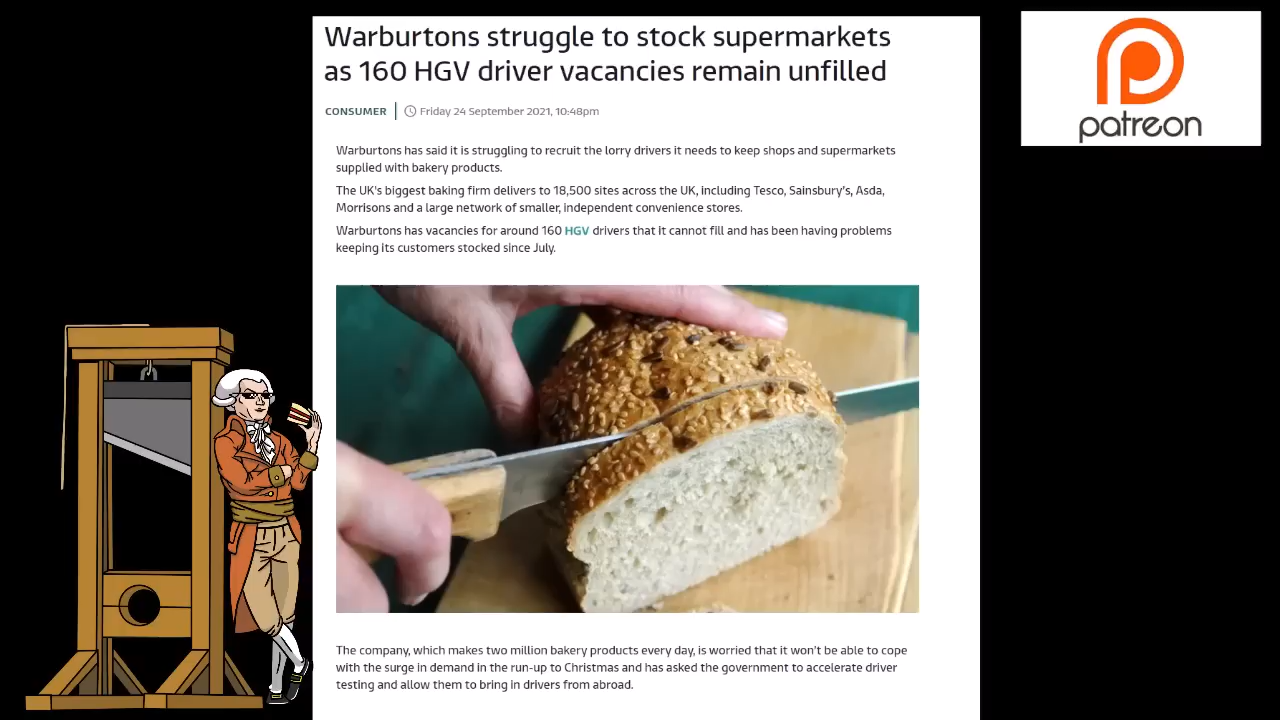 Warburtons struggle to stock supermarkets
as 160 HGV driver vacancies remain unfilled
CONSUMER | Friday 24 September 2021, 10:48pm
Warburtons has said it is struggling to recruit the lorry drivers it needs to keep shops and supermarkets
supplied with bakery products.
The UK's biggest baking firm delivers to 18,500 sites across the UK, including Tesco, Sainsbury's, Asda,
Morrisons and a large network of smaller, independent convenience stores.
Warburtons has vacancies for around 160 HGV drivers that it cannot fill and has been having problems
keeping its customers stocked since July.
The company, which makes two million bakery products every day, is worried that it won't be able to cope
with the surge in demand in the run-up to Christmas and has asked the government to accelerate driver
testing and allow them to bring in drivers from abroad.
patreon